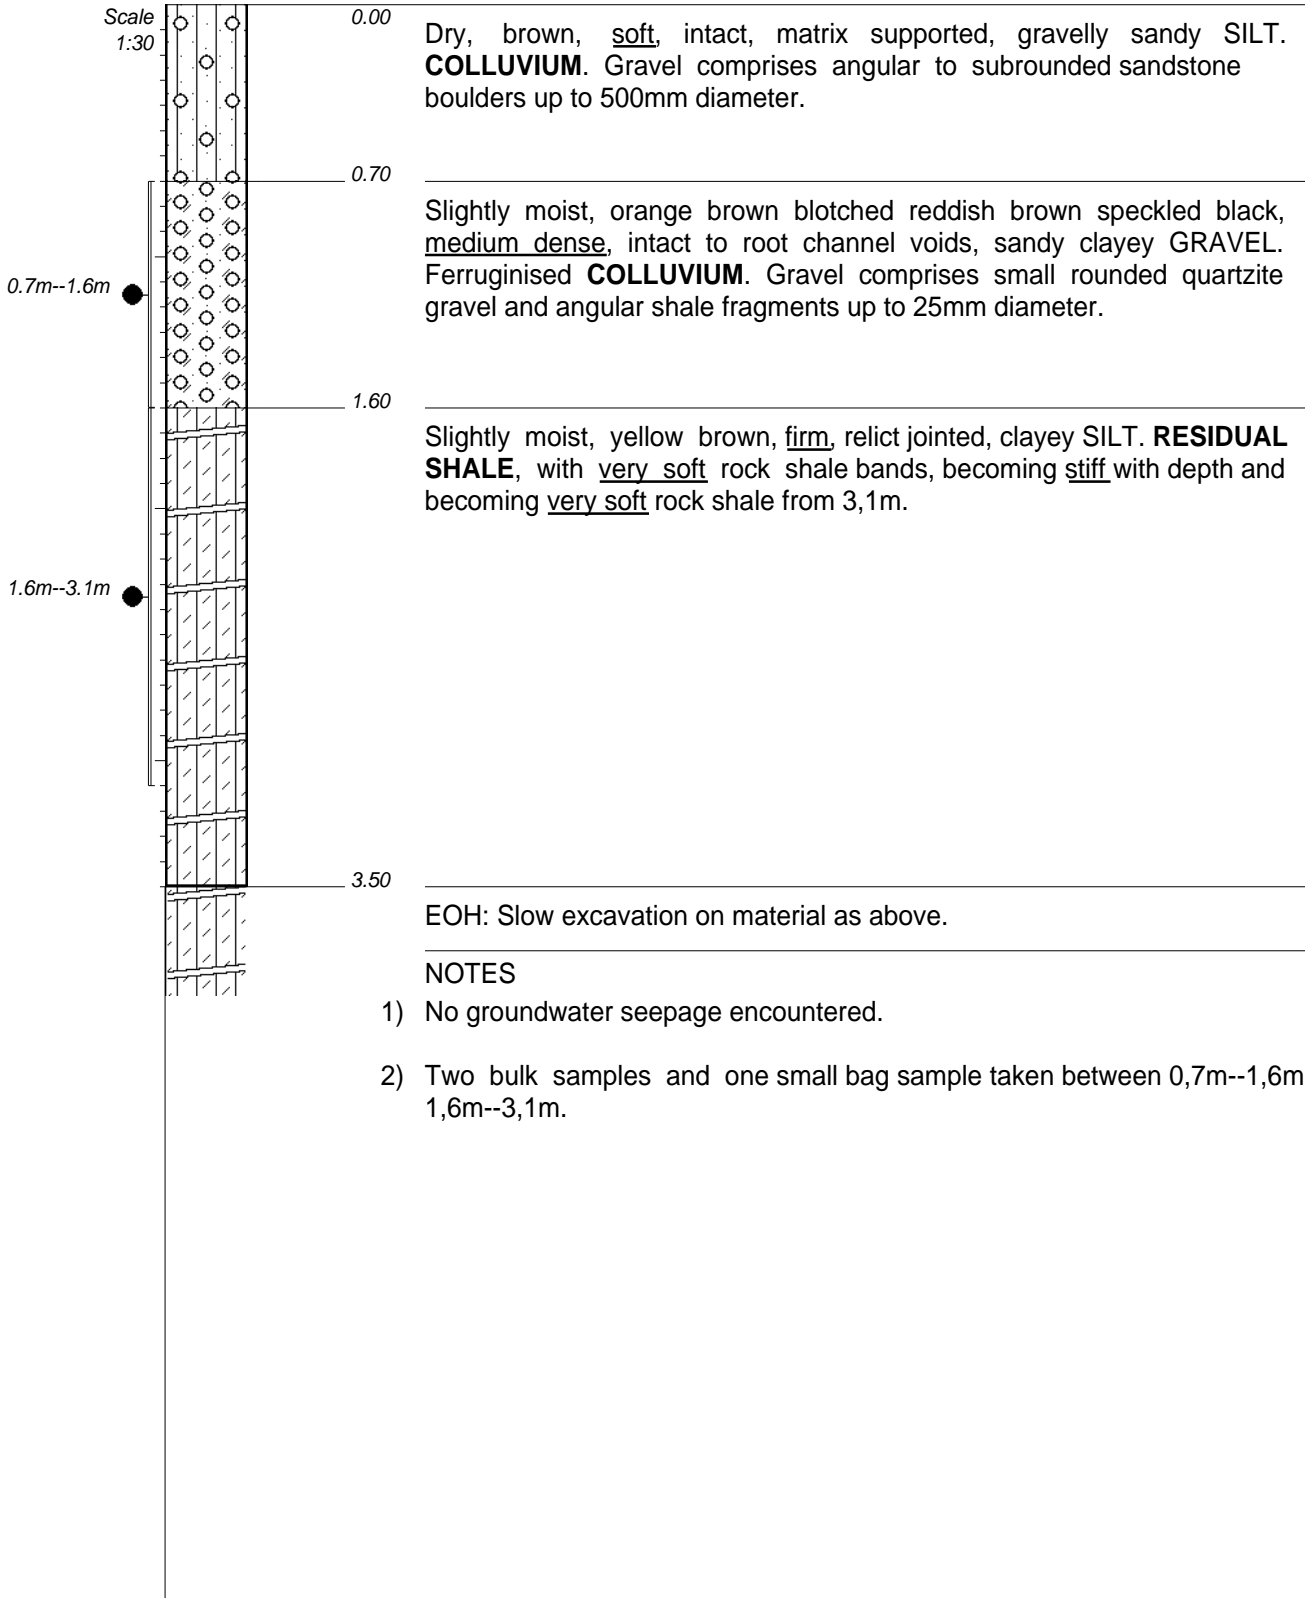 Scale
1:30
0.00
Dry, brown, soft, intact, matrix supported, gravelly sandy SILT.
COLLUVIUM. Gravel comprises angular to subrounded sandstone
boulders up to 500mm diameter.
0.70
Slightly moist, orange brown blotched reddish brown speckled black,
medium dense, intact to root channel voids, sandy clayey GRAVEL.
Ferruginised COLLUVIUM. Gravel comprises small rounded quartzite
gravel and angular shale fragments up to 25mm diameter.
0.7m--1.6m
1.60
Slightly moist, yellow brown, firm, relict jointed, clayey SILT. RESIDUAL
SHALE, with very soft rock shale bands, becoming stiff with depth and
becoming very soft rock shale from 3,1m.
1.6m--3.1m
3.50
EOH: Slow excavation on material as above.
NOTES
1) No groundwater seepage encountered.
2) Two bulk samples and one small bag sample taken between 0,7m--1,6m
1,6m--3,1m.